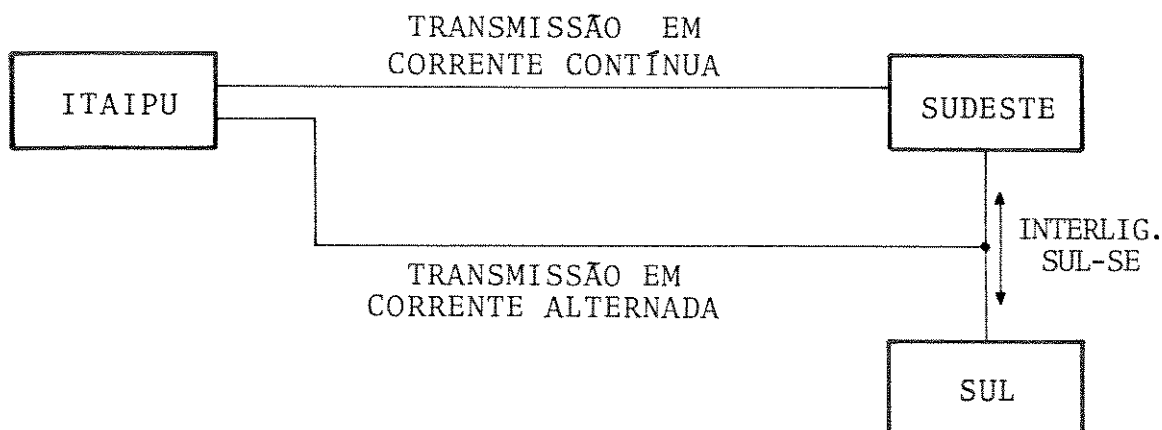 TRANSMISSÃO EM
CORRENTE CONTÍNUA
ITAIPU
SUDESTE
INTERLIG.
SUL-SE
TRANSMISSÃO EM
CORRENTE ALTERNADA
SUL